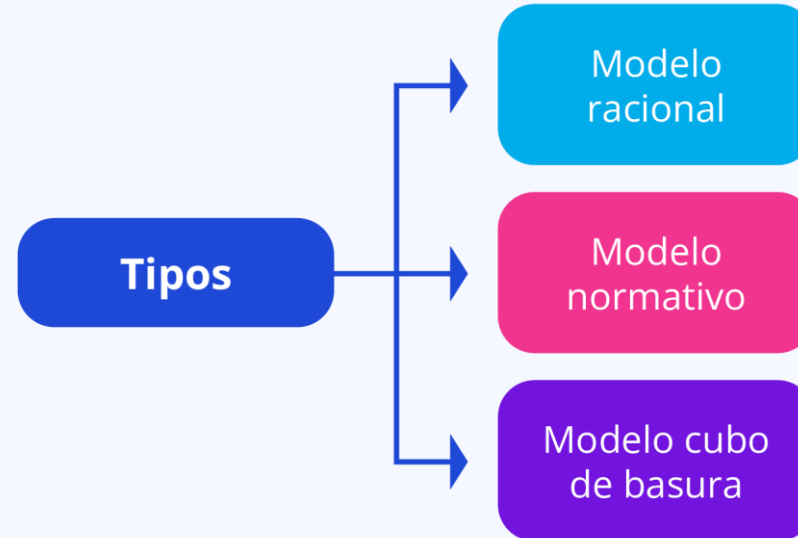 Tipos
Modelo
racional
Modelo
normativo
Modelo cubo
de basura